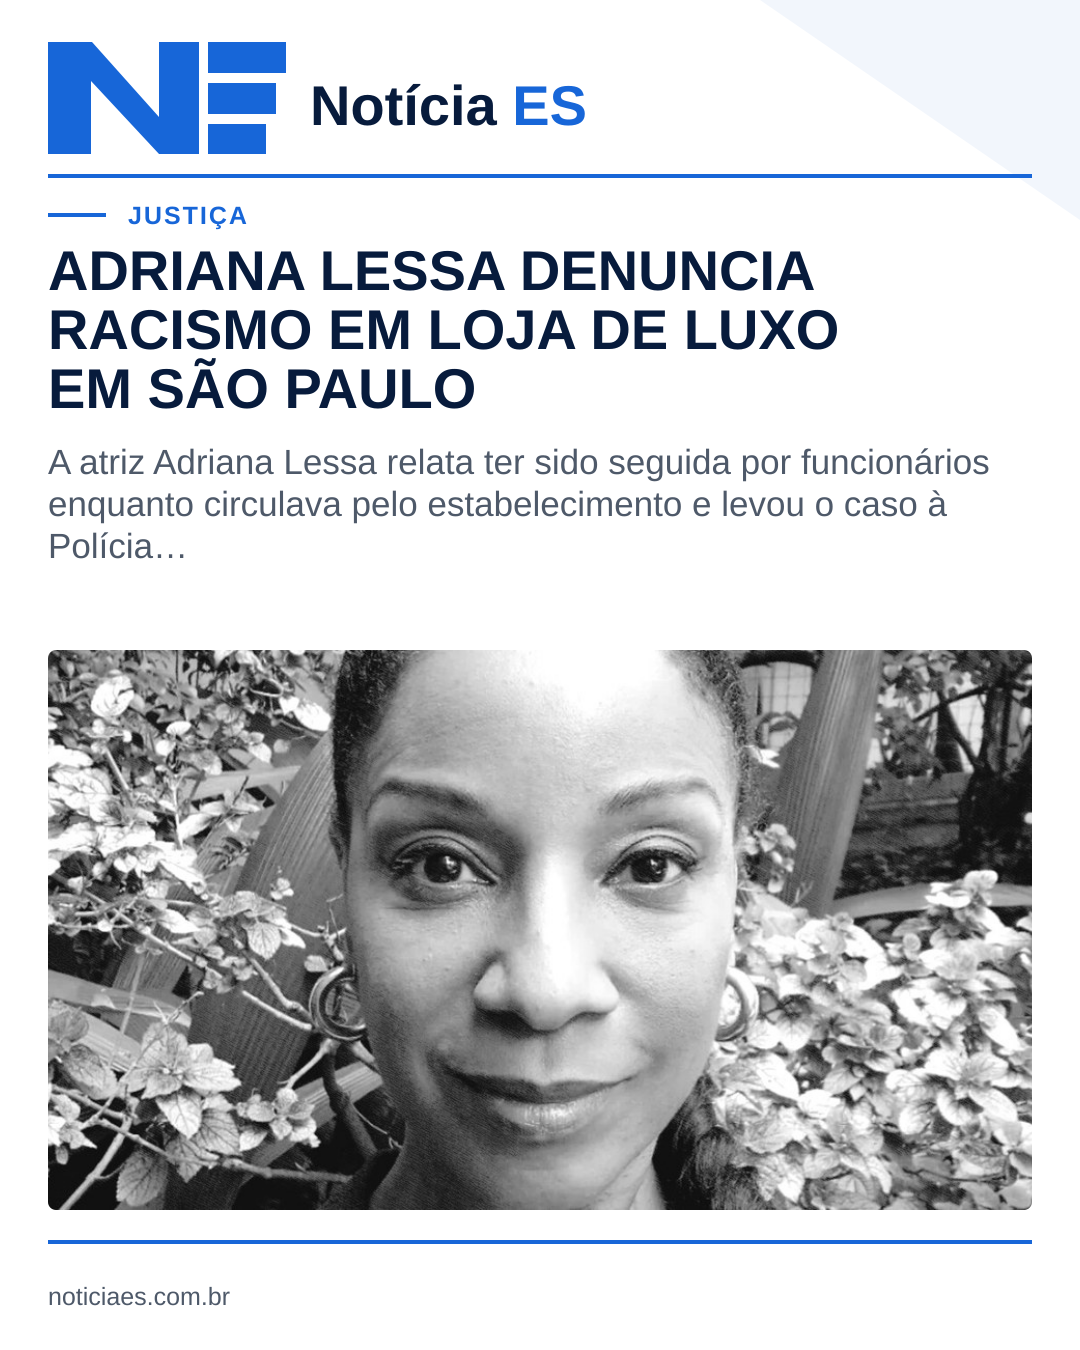 NE
Notícia ES
JUSTIÇA
ADRIANA LESSA DENUNCIA
RACISMO EM LOJA DE LUXO
EM SÃO PAULO
A atriz Adriana Lessa relata ter sido seguida por funcionários
enquanto circulava pelo estabelecimento e levou o caso à
Polícia…
noticiaes.com.br